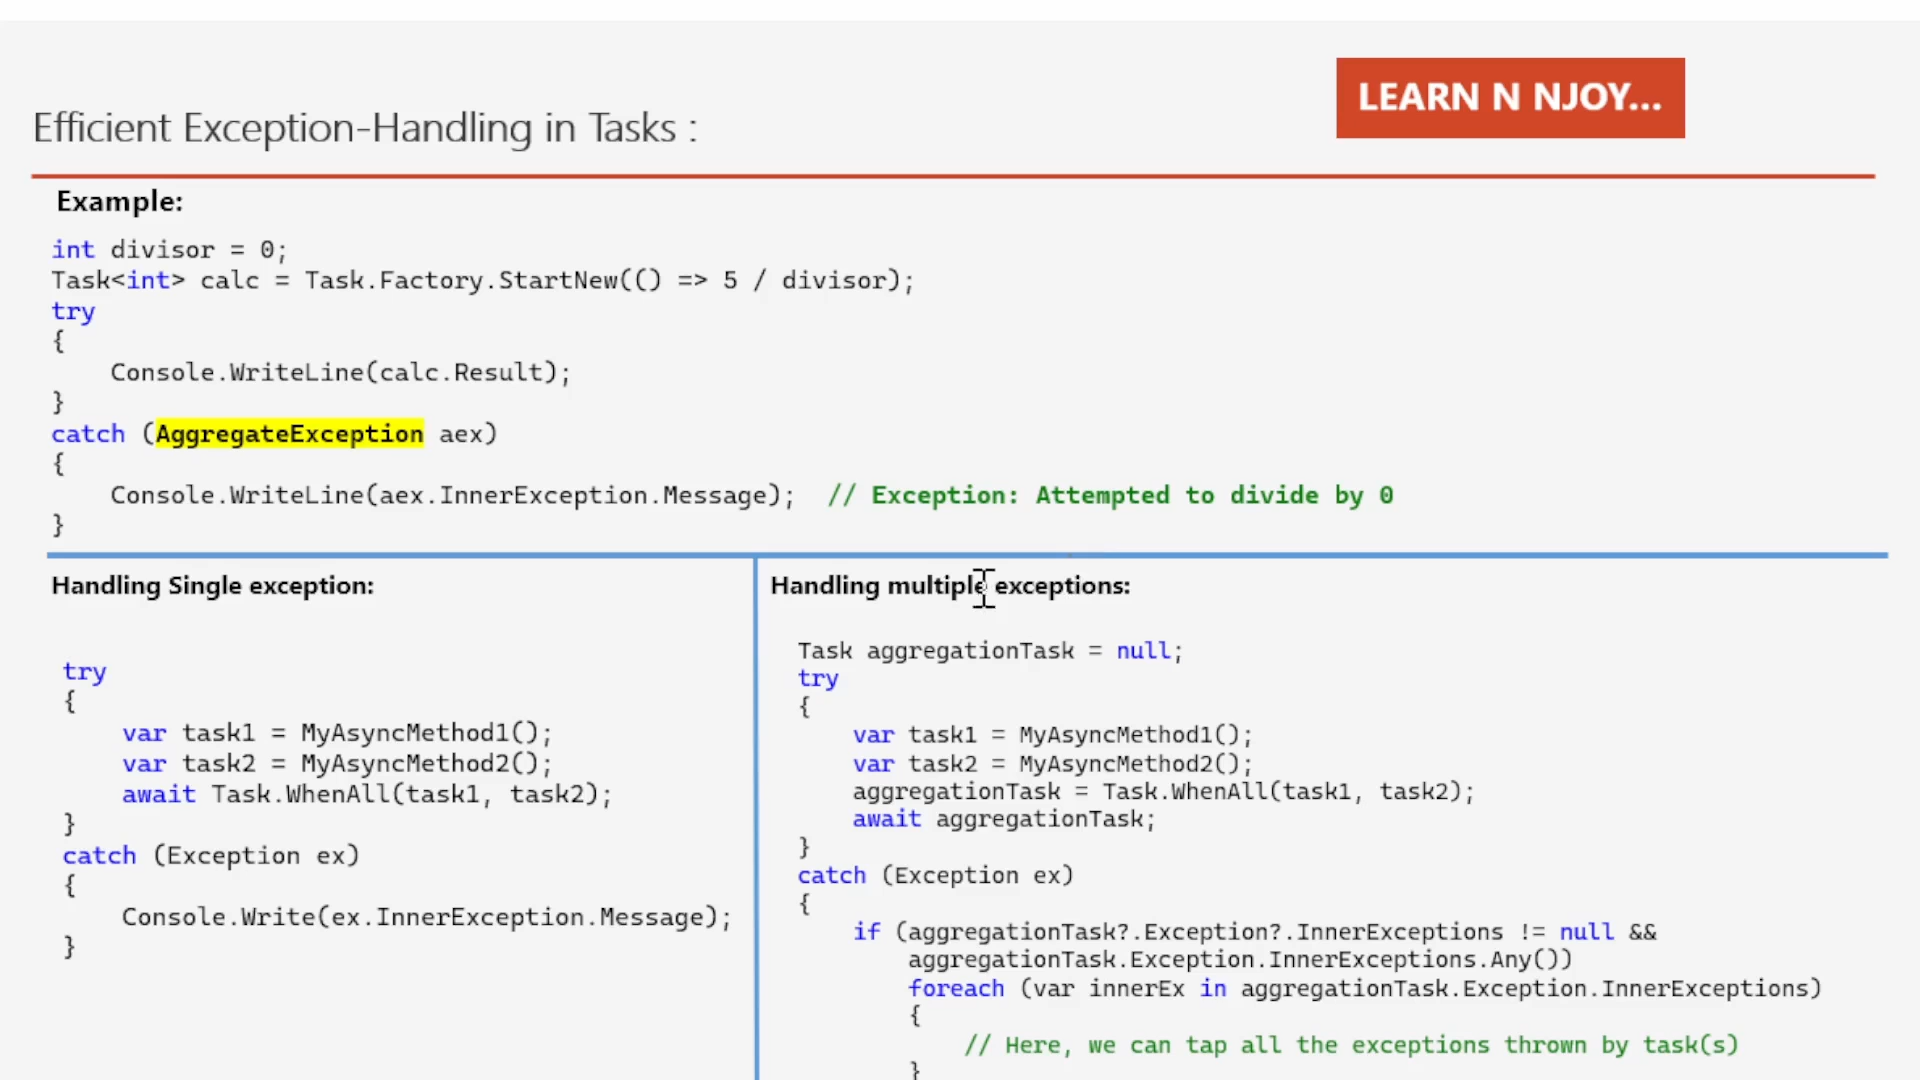 LEARN N NJOY...
Efficient Exception-Handling in Tasks :
Example:
int divisor = 0;
Task<int> calc = Task.Factory.StartNew(() => 5 / divisor);
try
{
    Console.WriteLine(calc.Result);
}
catch (AggregateException aex)
{
    Console.WriteLine(aex.InnerException.Message);  // Exception: Attempted to divide by 0
}
Handling Single exception:
try
{
    var task1 = MyAsyncMethod1();
    var task2 = MyAsyncMethod2();
    await Task.WhenAll(task1, task2);
}
catch (Exception ex)
{
    Console.Write(ex.InnerException.Message);
}
Handling multiple exceptions:
Task aggregationTask = null;
try
{
    var task1 = MyAsyncMethod1();
    var task2 = MyAsyncMethod2();
    aggregationTask = Task.WhenAll(task1, task2);
    await aggregationTask;
}
catch (Exception ex)
{
    if (aggregationTask?.Exception?.InnerExceptions != null &&
        aggregationTask.Exception.InnerExceptions.Any())
        foreach (var innerEx in aggregationTask.Exception.InnerExceptions)
        {
            // Here, we can tap all the exceptions thrown by task(s)
        }